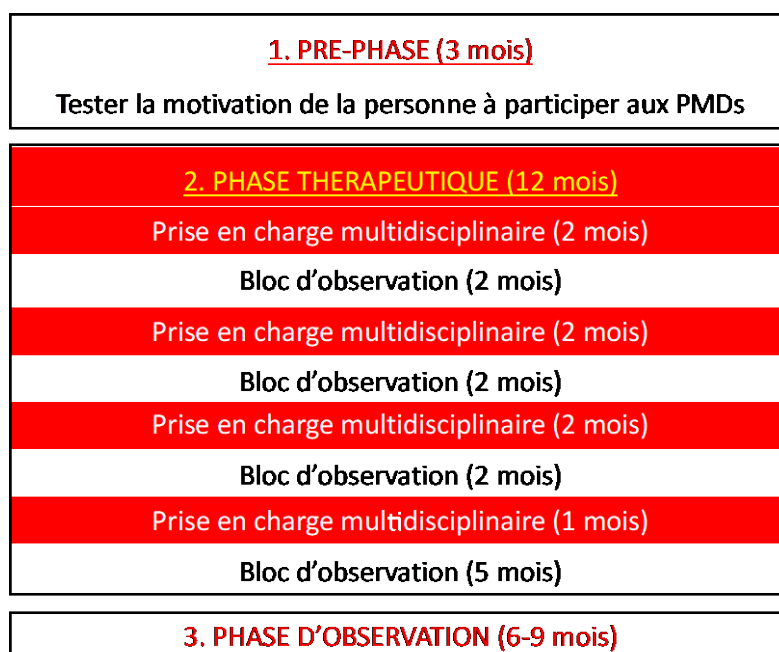 1. PRE-PHASE (3 mois)
Tester la motivation de la personne à participer aux PMDs
2. PHASE THERAPEUTIQUE (12 mois)
Prise en charge multidisciplinaire (2 mois)
Bloc d’observation (2 mois)
Prise en charge multidisciplinaire (2 mois)
Bloc d’observation (2 mois)
Prise en charge multidisciplinaire (2 mois)
Bloc d’observation (2 mois)
Prise en charge multidisciplinaire (1 mois)
Bloc d’observation (5 mois)
3. PHASE D’OBSERVATION (6-9 mois)